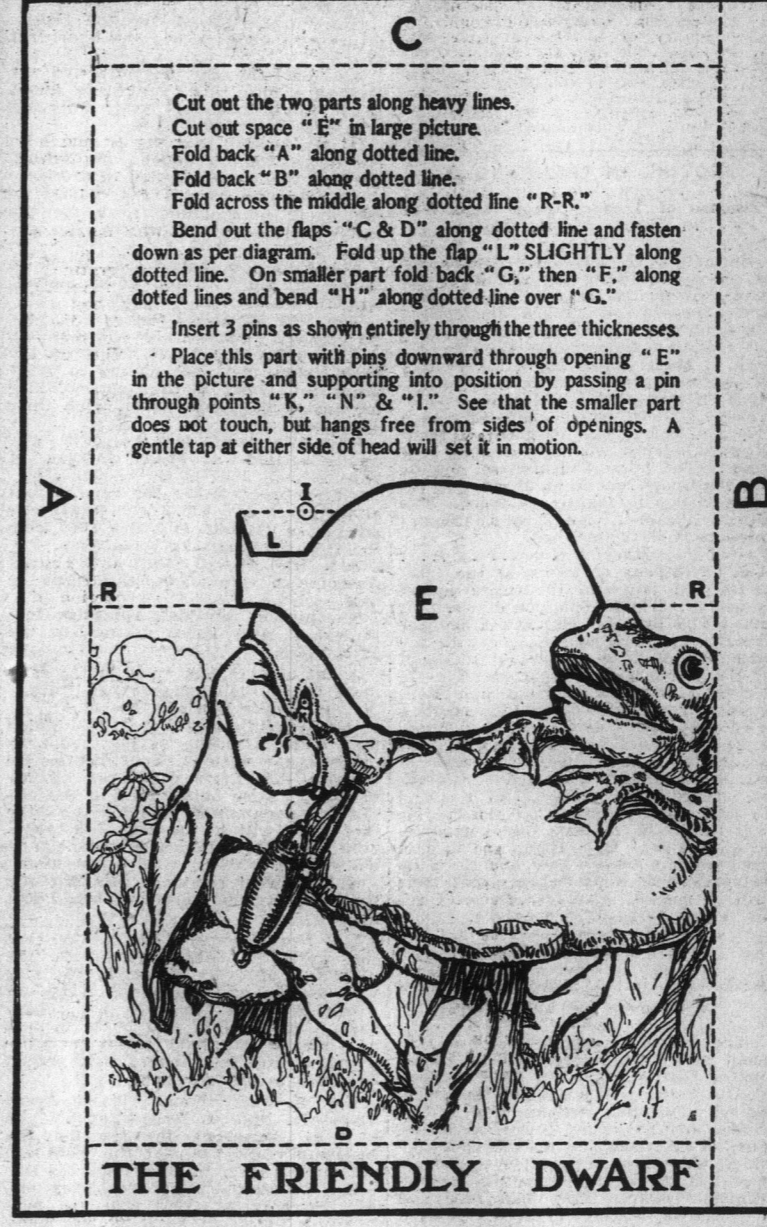 C
Cut out the two parts along heavy lines.
Cut out space "E" in large picture.
Fold back "A" along dotted line.
Fold back "B" along dotted line.
Fold across the middle along dotted line "R-R."
Bend out the flaps "C & D" along dotted line and fasten
down as per diagram. Fold up the flap "L" SLIGHTLY along
dotted line. On smaller part fold back "G," then "F," along
dotted lines and bend "H" along dotted line over "G."
Insert 3 pins as shown entirely through the three thicknesses.
Place this part with pins downward through opening "E"
in the picture and supporting into position by passing a pin
through points "K," "N" & "I." See that the smaller part
does not touch, but hangs free from sides of openings. A
gentle tap at either side of head will set it in motion.
A
B
I
L
R
E
R
K
D
THE FRIENDLY DWARF